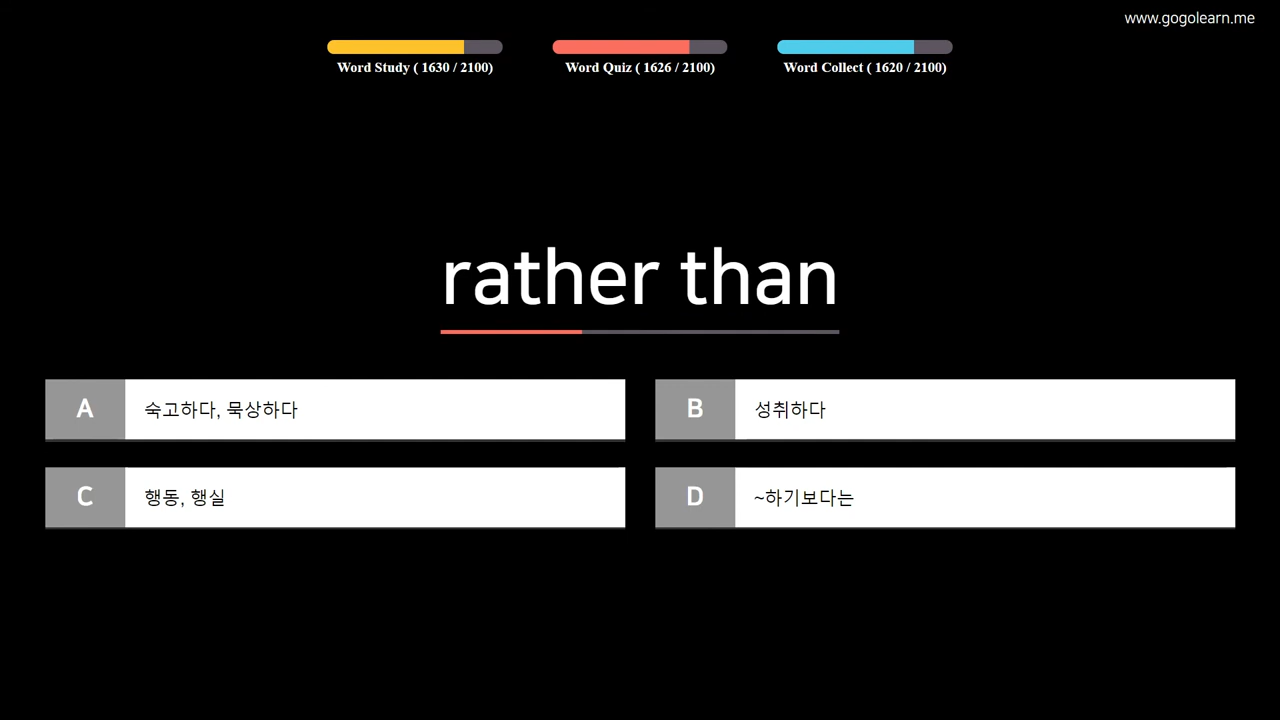 www.gogolearn.me
Word Study ( 1630 / 2100)
Word Quiz ( 1626 / 2100)
Word Collect ( 1620 / 2100)
rather than
A 숙고하다, 묵상하다
B 성취하다
C 행동, 행실
D ~하기보다는